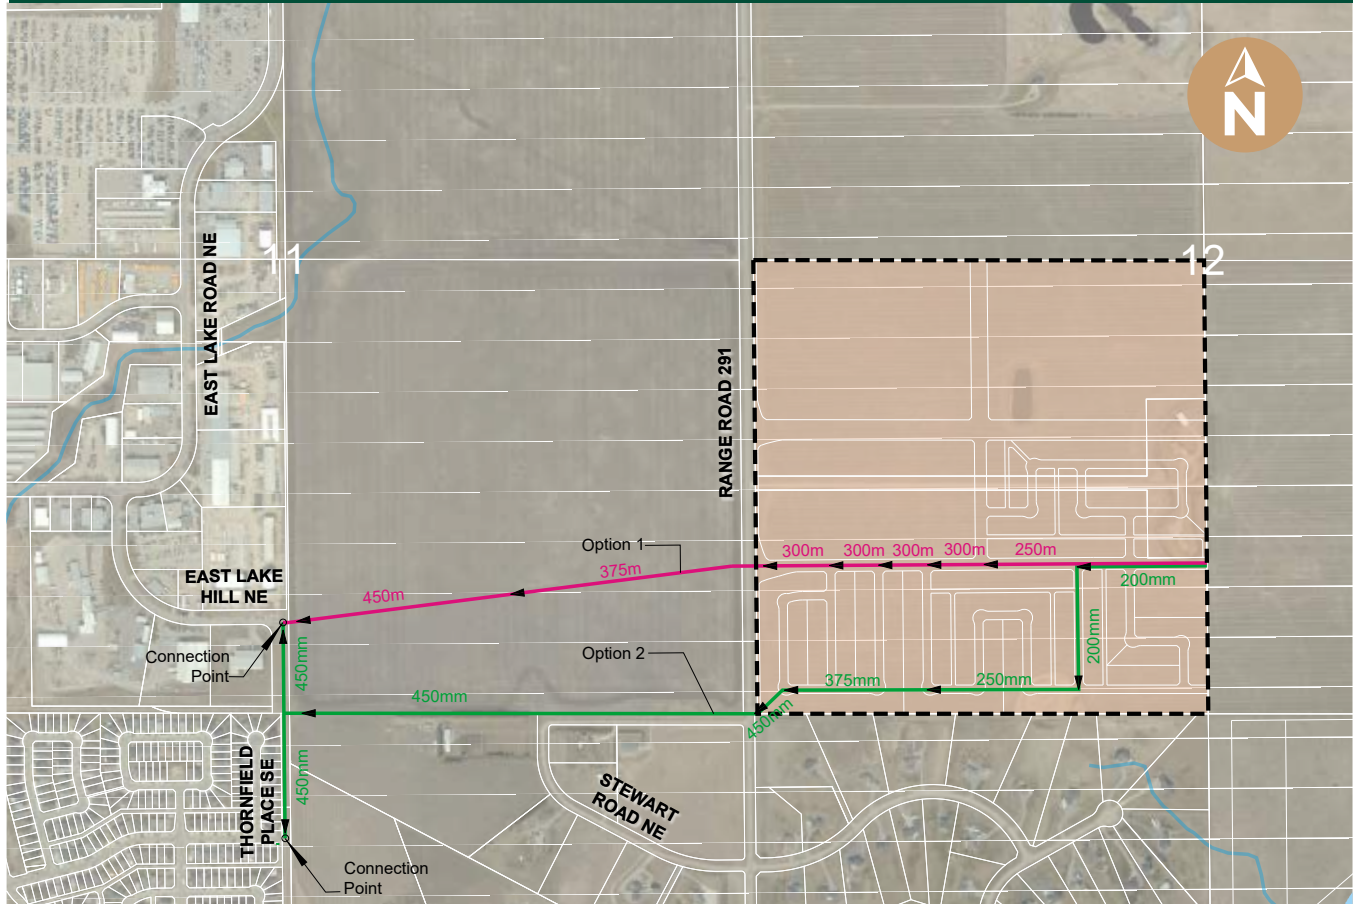 N
11
12
EAST LAKE ROAD NE
RANGE ROAD 291
Option 1
300m
300m
300m
300m
250m
375m
200mm
EAST LAKE
HILL NE
450m
200mm
Connection
Point
450mm
Option 2
375mm
250mm
450mm
450mm
450mm
THORNFIELD
PLACE SE
STEWART
ROAD NE
Connection
Point